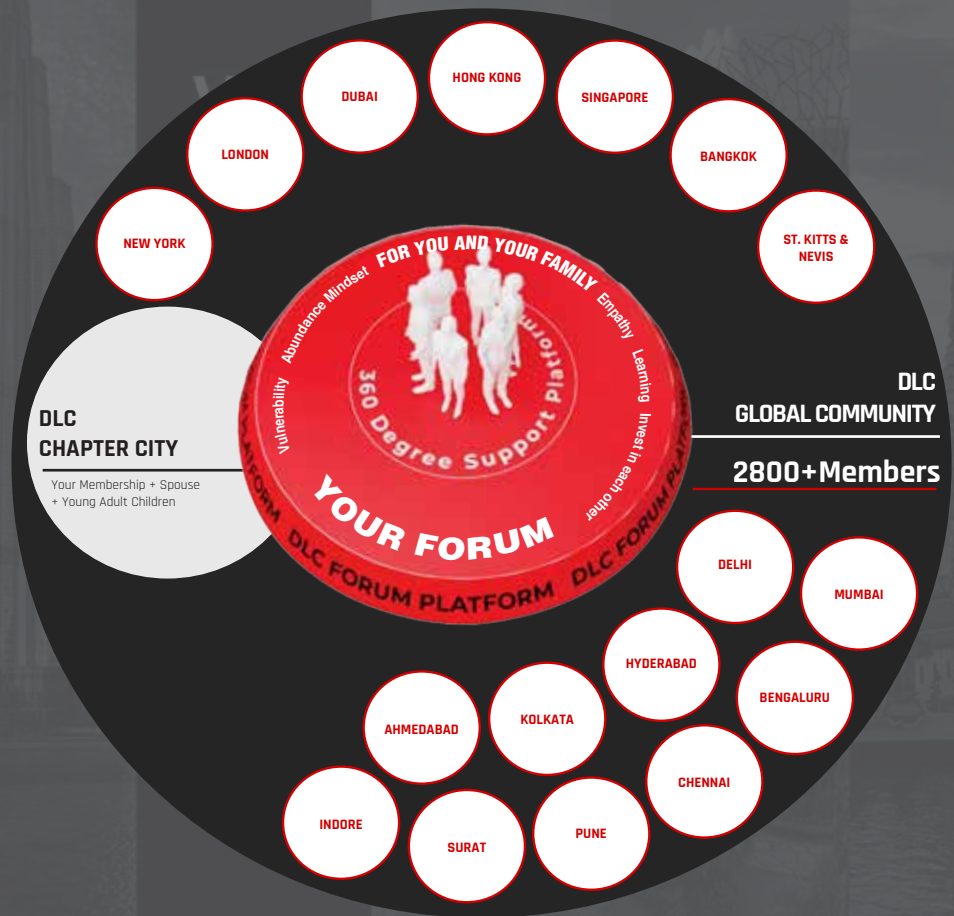 HONG KONG
DUBAI
SINGAPORE
LONDON
BANGKOK
NEW YORK
ST. KITTS &
NEVIS
FOR YOU AND YOUR FAMILY
Vulnerability
Abundance Mindset
Empathy
Learning
Invest in each other
360 Degree Support Platform
YOUR FORUM
DLC FORUM PLATFORM
DLC FORUM PLATFORM
DLC
CHAPTER CITY
Your Membership + Spouse
+ Young Adult Children
DLC
GLOBAL COMMUNITY
2800+Members
DELHI
MUMBAI
HYDERABAD
BENGALURU
KOLKATA
AHMEDABAD
CHENNAI
INDORE
SURAT
PUNE